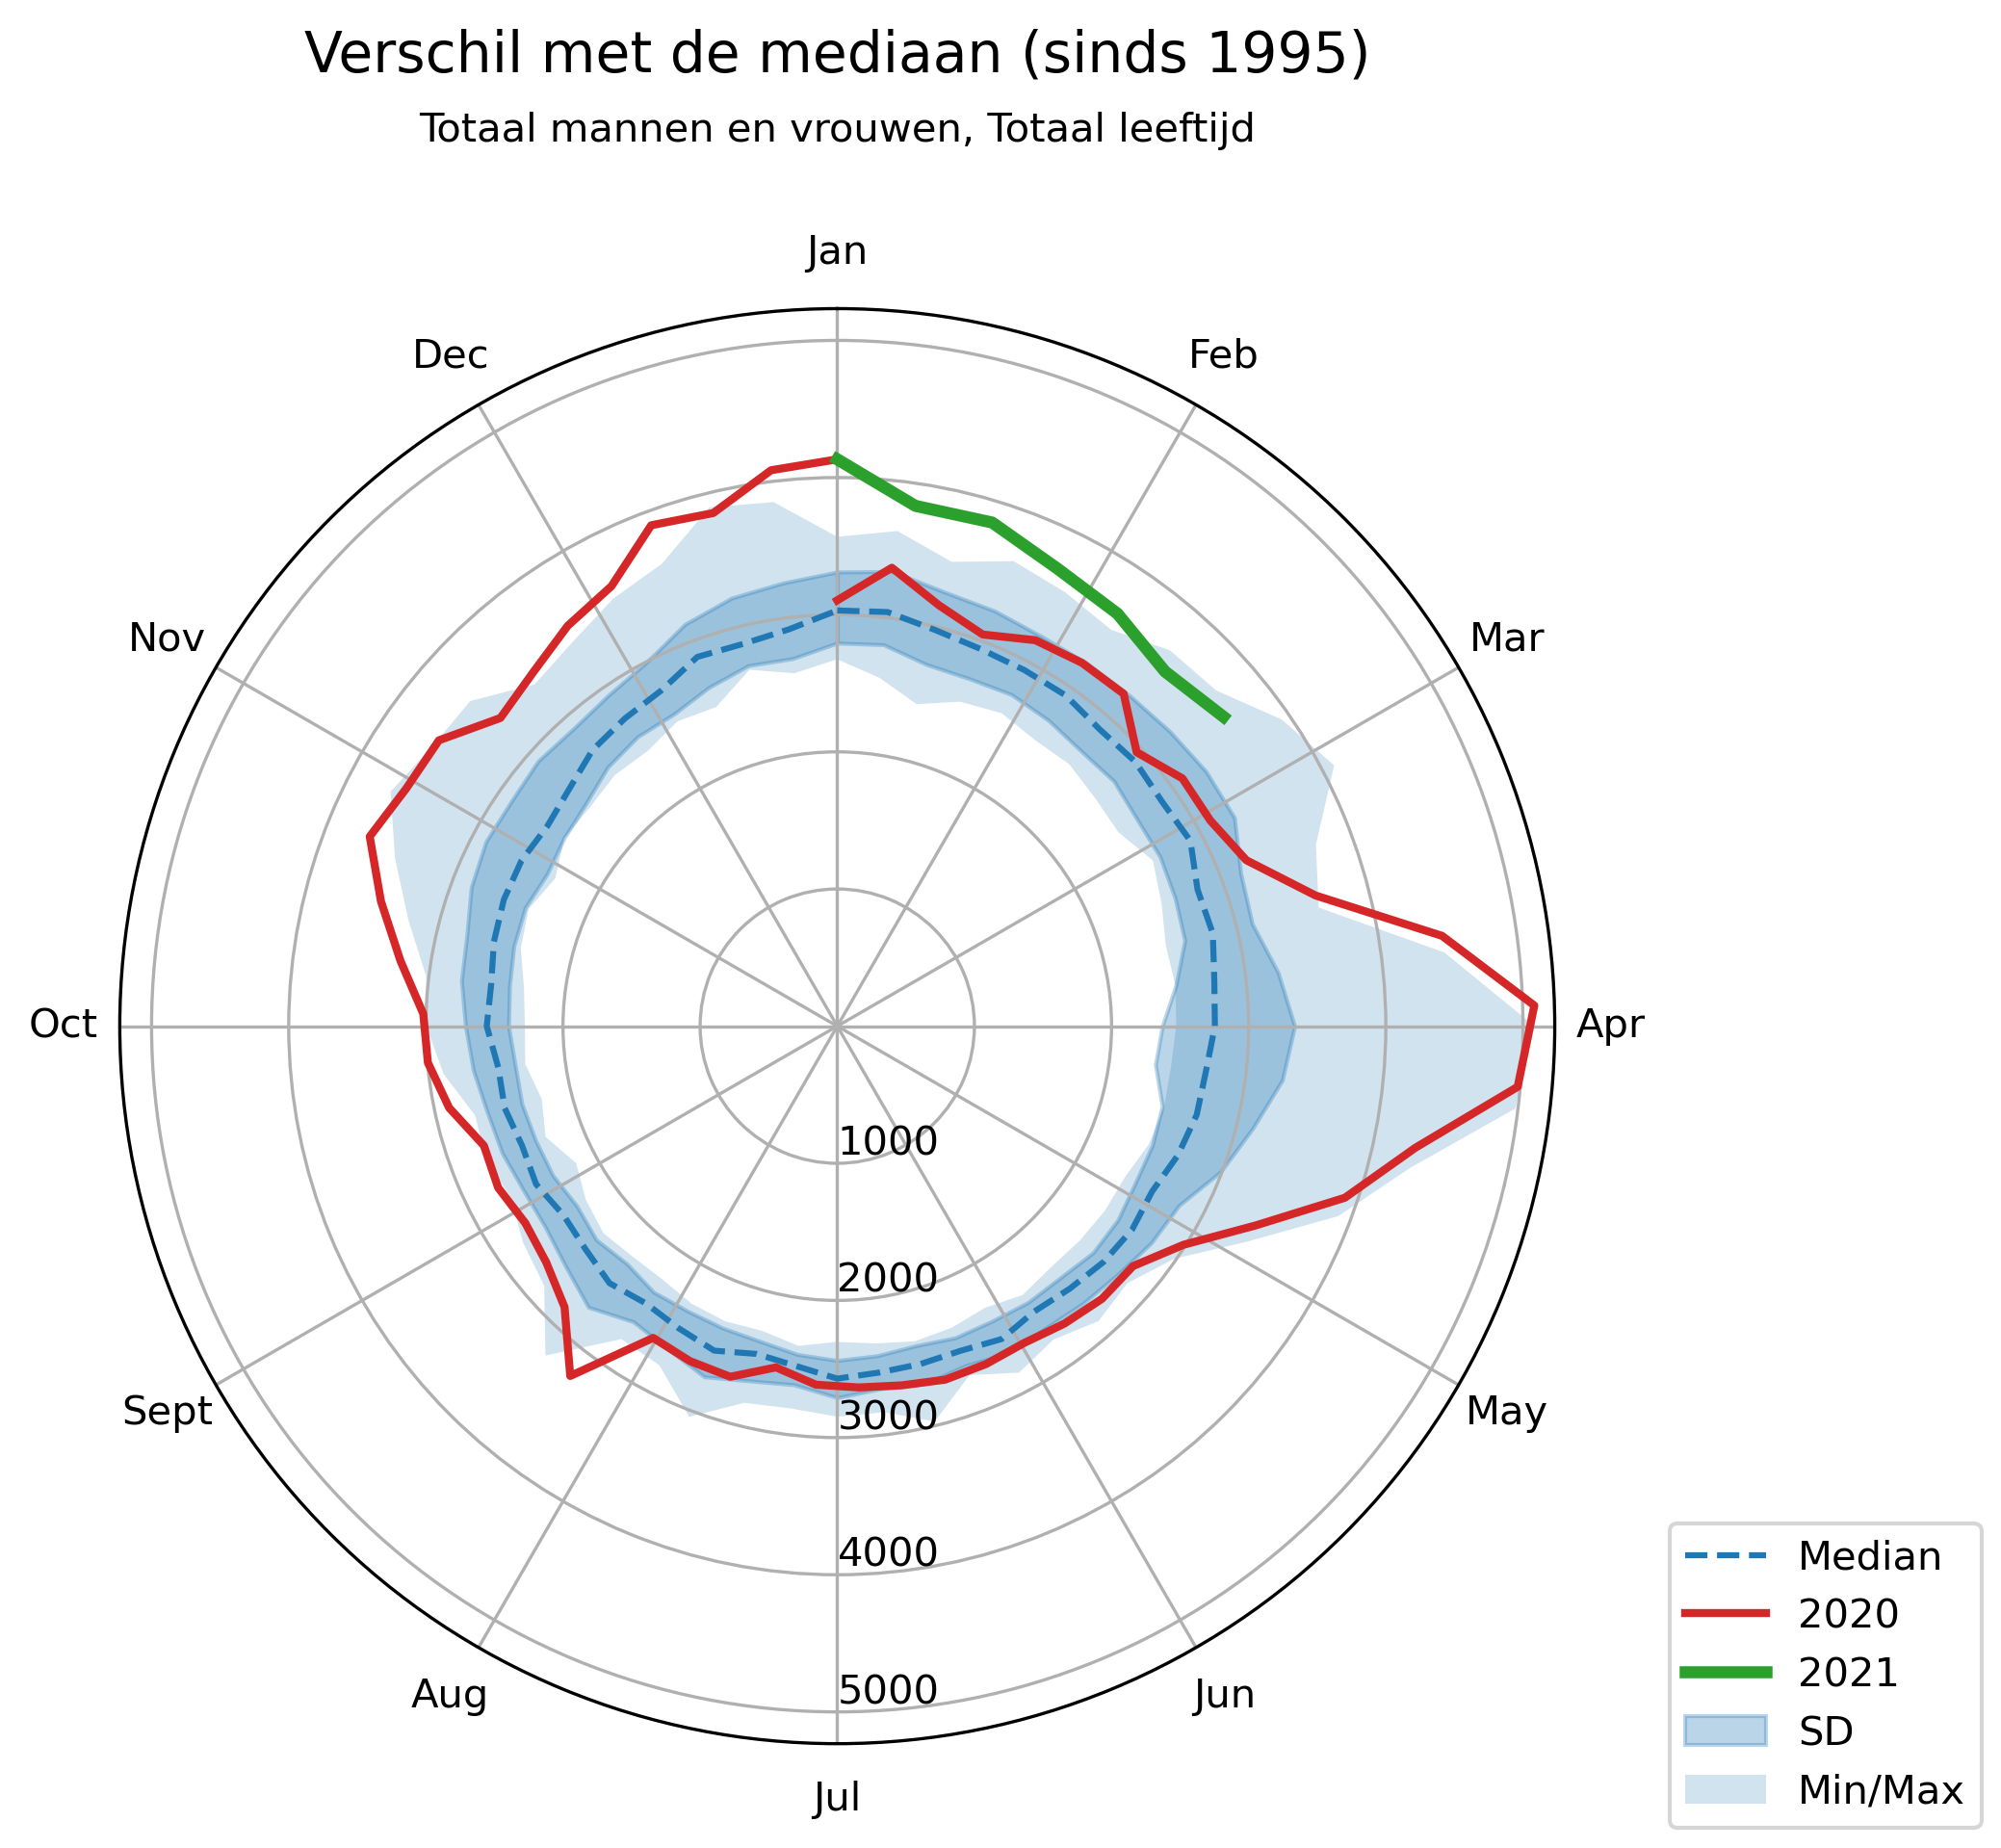 Verschil met de mediaan (sinds 1995)
Totaal mannen en vrouwen, Totaal leeftijd
Jan
Feb
Mar
Apr
May
Jun
Jul
Aug
Sept
Oct
Nov
Dec
1000
2000
3000
4000
5000
Median
2020
2021
SD
Min/Max